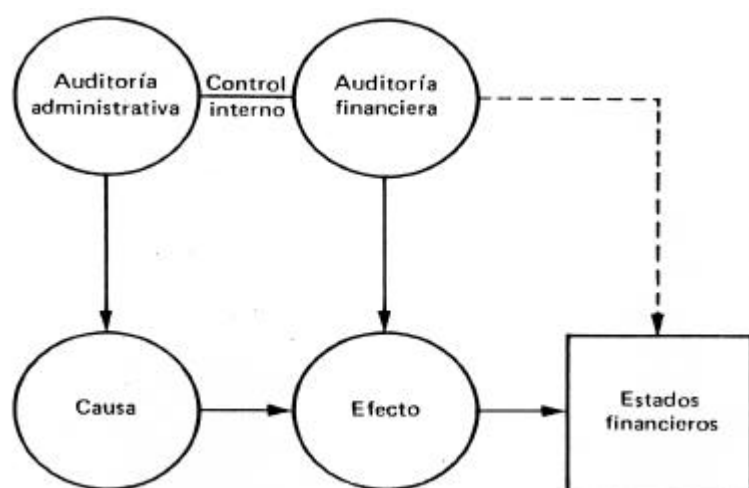 Auditoría
administrativa
Control
interno
Auditoría
financiera
Causa
Efecto
Estados
financieros